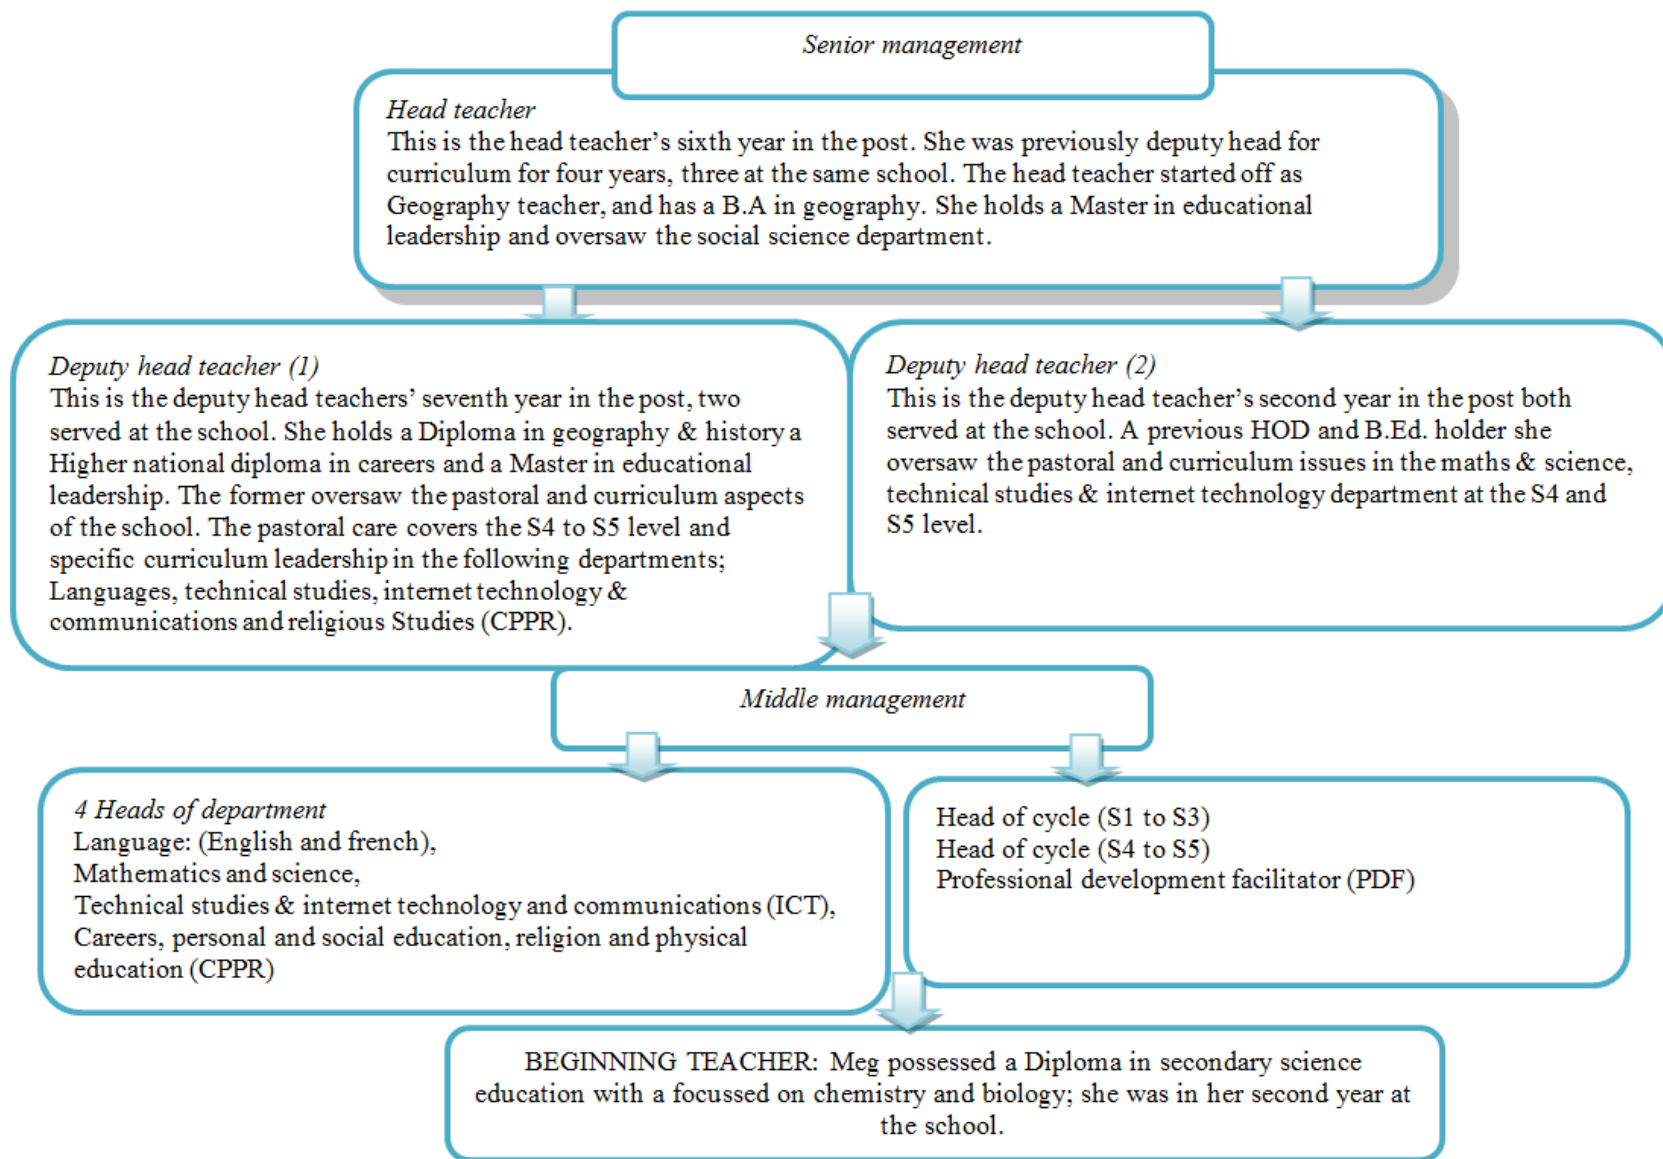 Senior management
Head teacher
This is the head teacher’s sixth year in the post. She was previously deputy head for
curriculum for four years, three at the same school. The head teacher started off as
Geography teacher, and has a B.A in geography. She holds a Master in educational
leadership and oversaw the social science department.
Deputy head teacher (1)
This is the deputy head teachers’ seventh year in the post, two
served at the school. She holds a Diploma in geography & history a
Higher national diploma in careers and a Master in educational
leadership. The former oversaw the pastoral and curriculum aspects
of the school. The pastoral care covers the S4 to S5 level and
specific curriculum leadership in the following departments;
Languages, technical studies, internet technology &
communications and religious Studies (CPPR).
Deputy head teacher (2)
This is the deputy head teacher’s second year in the post both
served at the school. A previous HOD and B.Ed. holder she
oversaw the pastoral and curriculum issues in the maths & science,
technical studies & internet technology department at the S4 and
S5 level.
Middle management
4 Heads of department
Language: (English and french),
Mathematics and science,
Technical studies & internet technology and communications (ICT),
Careers, personal and social education, religion and physical
education (CPPR)
Head of cycle (S1 to S3)
Head of cycle (S4 to S5)
Professional development facilitator (PDF)
BEGINNING TEACHER: Meg possessed a Diploma in secondary science
education with a focussed on chemistry and biology; she was in her second year at
the school.